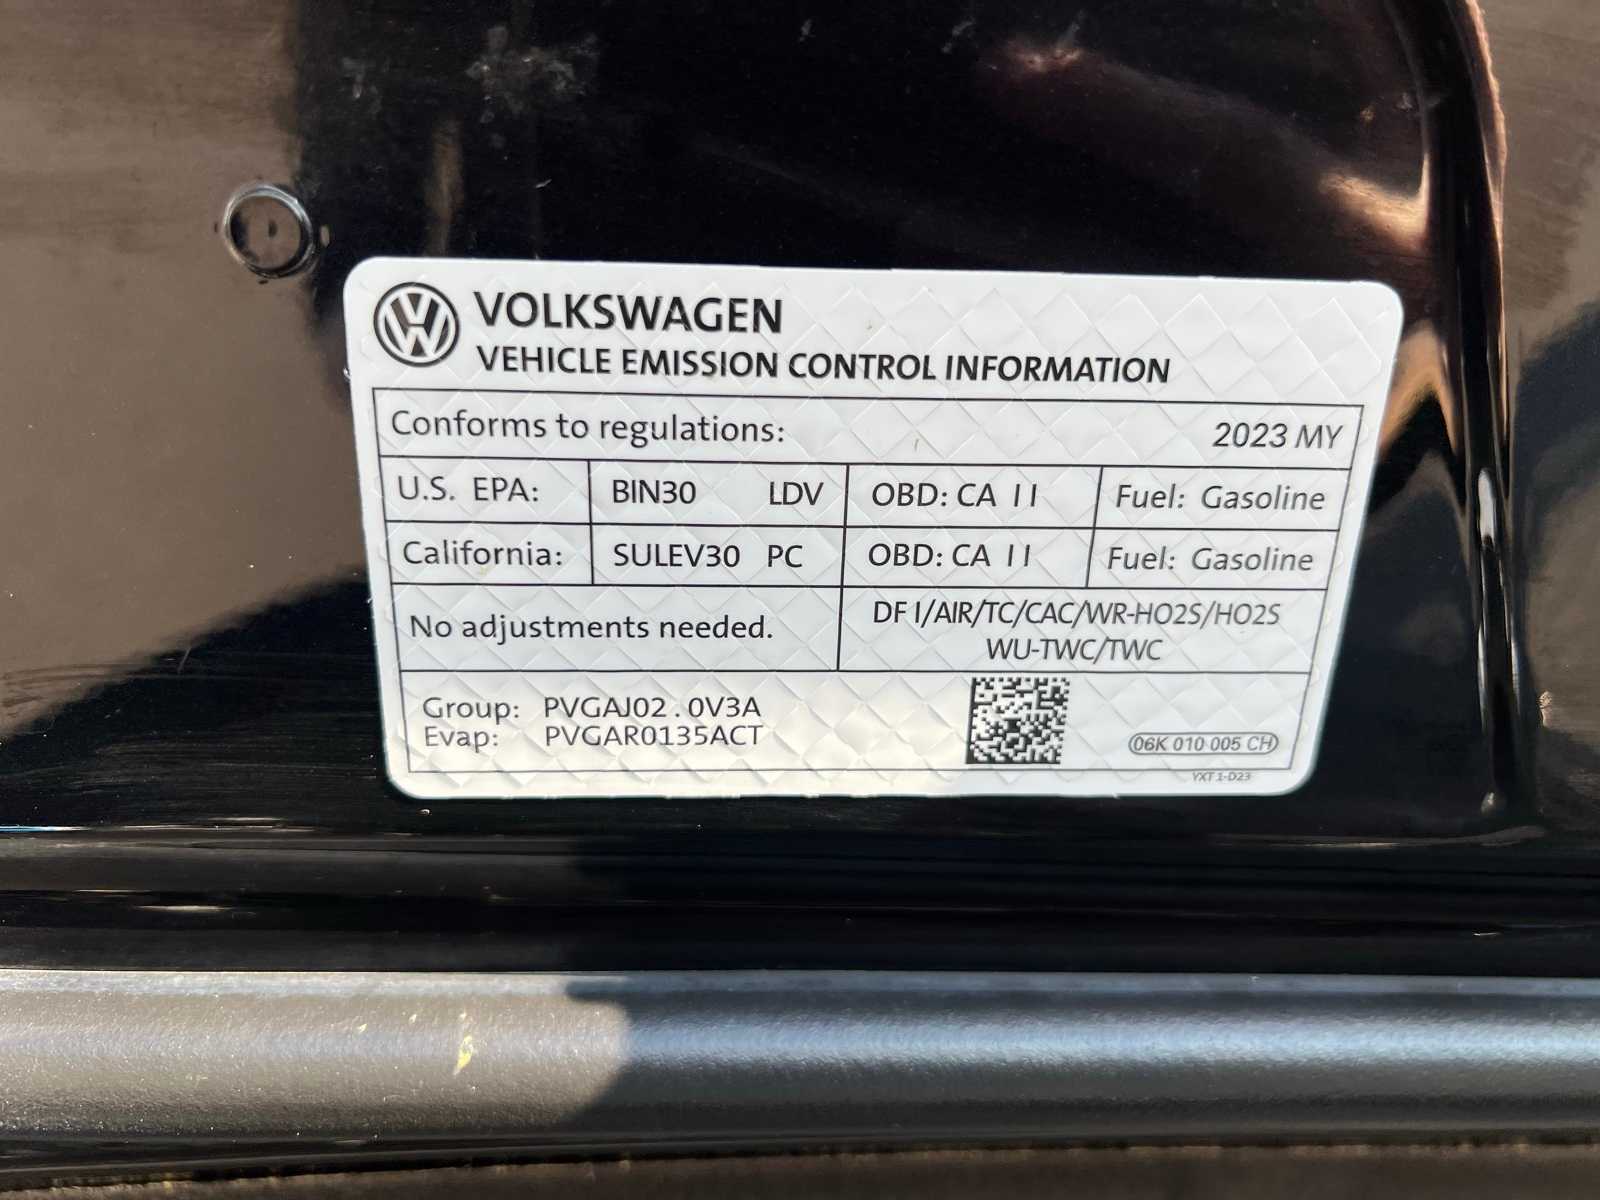 VOLKSWAGEN
VEHICLE EMISSION CONTROL INFORMATION
Conforms to regulations: 2023 MY
U.S. EPA: BIN30 LDV OBD: CA II Fuel: Gasoline
California: SULEV30 PC OBD: CA II Fuel: Gasoline
No adjustments needed.
DFI/AIR/TC/CAC/WR-HO2S/HO2S
WU-TWC/TWC
Group: PVGAJ02.0V3A
Evap: PVGAR0135ACT
06K 010 005 CH
YXT 1-D23